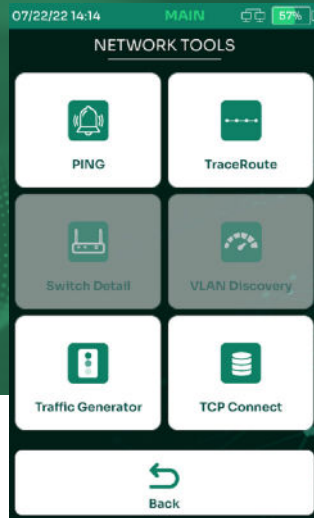 07/22/22 14:14 MAIN 57%
NETWORK TOOLS
PING TraceRoute
Switch Detail VLAN Discovery
Traffic Generator TCP Connect
Back